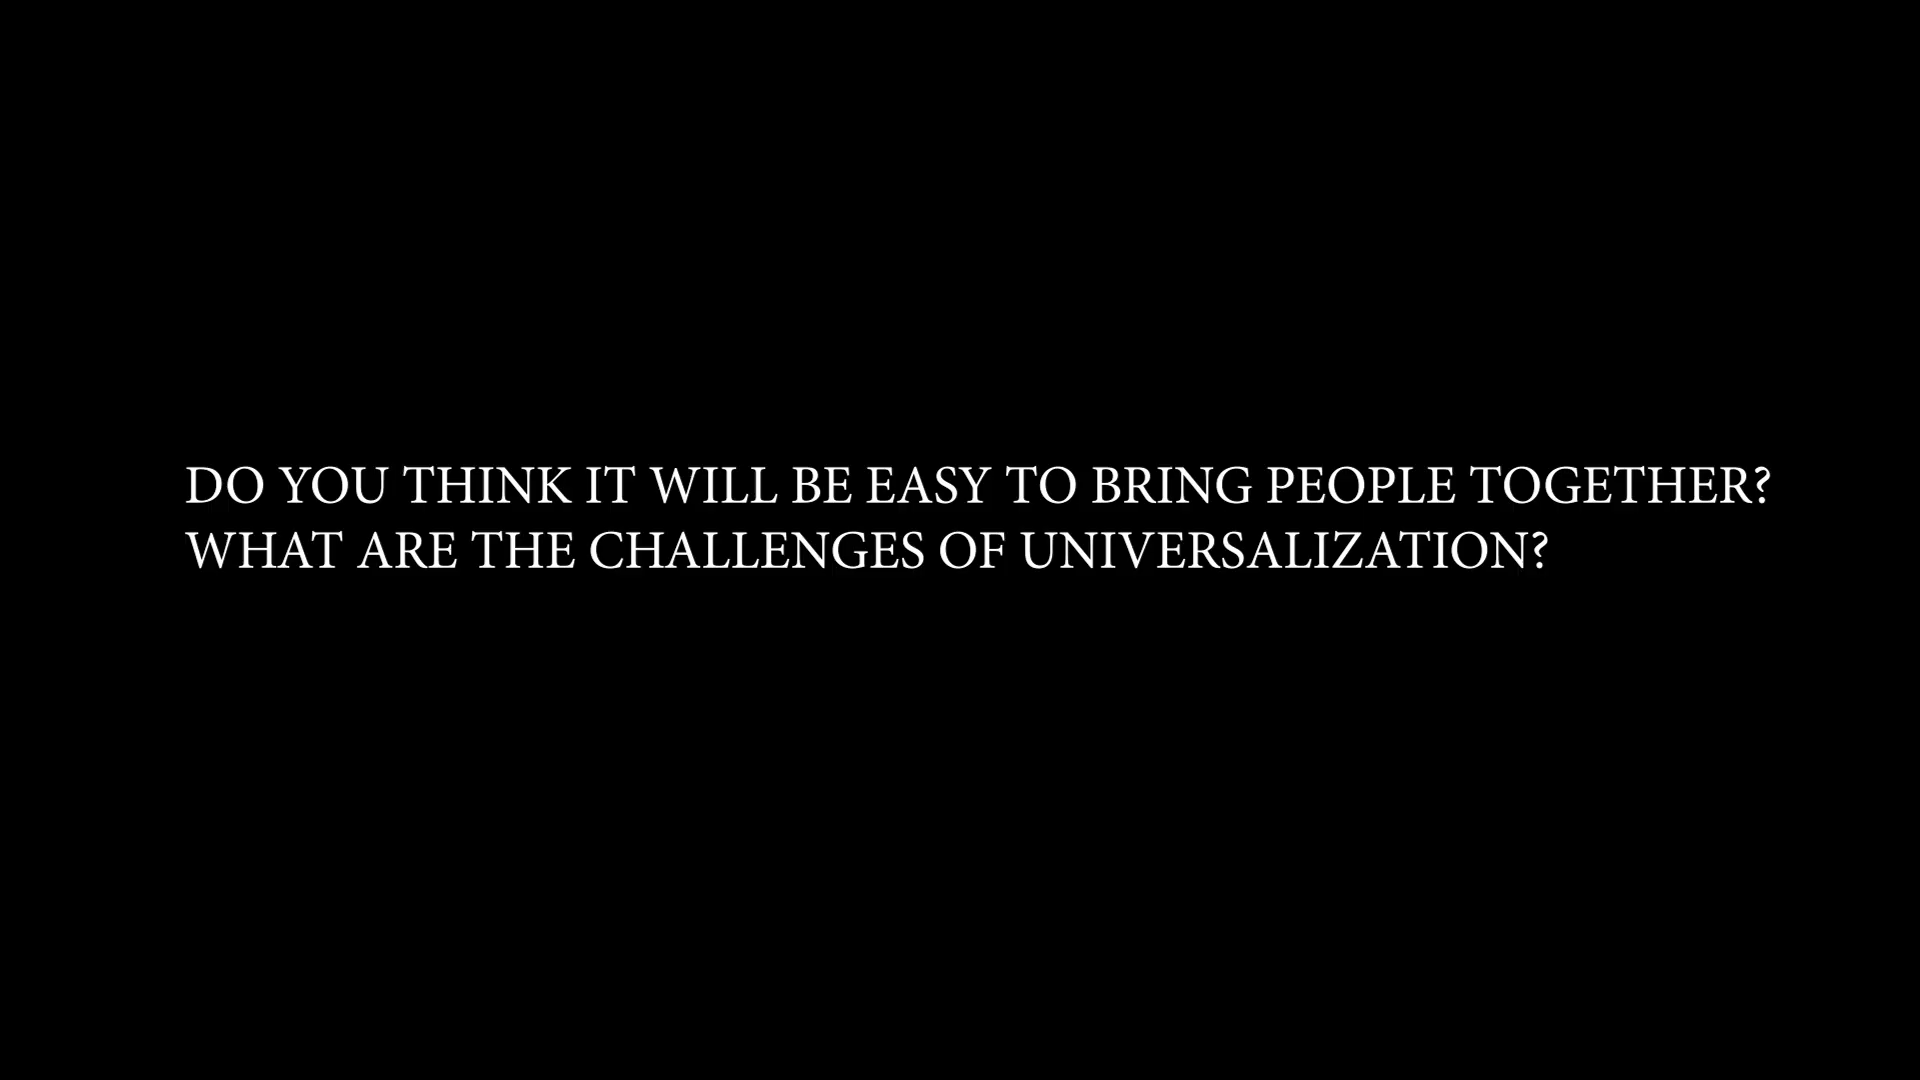 DO YOU THINK IT WILL BE EASY TO BRING PEOPLE TOGETHER?
WHAT ARE THE CHALLENGES OF UNIVERSALIZATION?